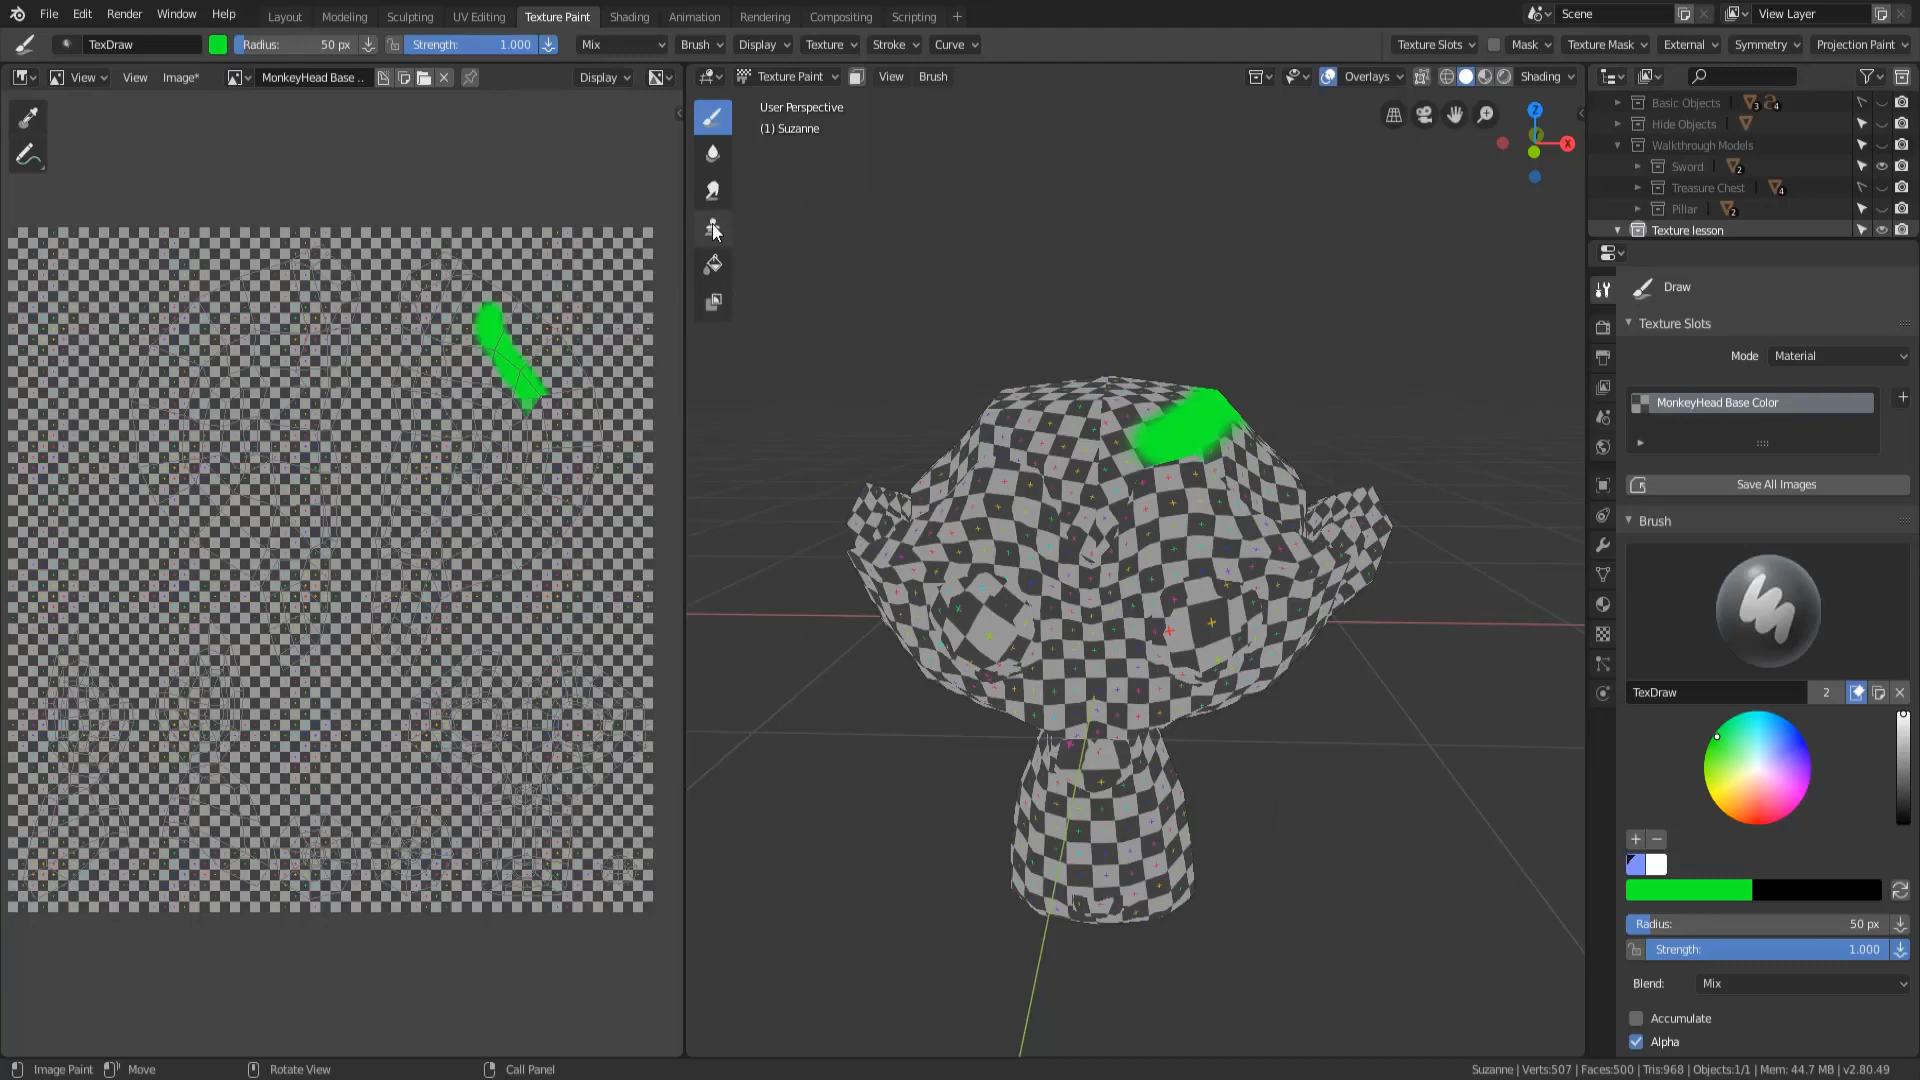 File Edit Render Window Help Layout Modeling Sculpting UV Editing Texture Paint Shading Animation Rendering Compositing Scripting + Scene View Layer
TexDraw Radius: 50 px Strength: 1.000 Mix Brush Display Texture Stroke Curve Texture Slots Mask Texture Mask External Symmetry Projection Paint
View View Image* MonkeyHead Base .. Display Texture Paint View Brush Overlays Shading
User Perspective
(1) Suzanne
Z
Y
X
Basic Objects 3 4
Hide Objects
Walkthrough Models
Sword 2
Treasure Chest 4
Pillar 2
Texture lesson
Draw
Texture Slots
Mode Material
MonkeyHead Base Color
Save All Images
Brush
TexDraw 2
Radius: 50 px
Strength: 1.000
Blend: Mix
Accumulate
Alpha
Image Paint Move Rotate View Call Panel Suzanne | Verts:507 | Faces:500 | Tris:968 | Objects:1/1 | Mem: 44.7 MB | v2.80.49